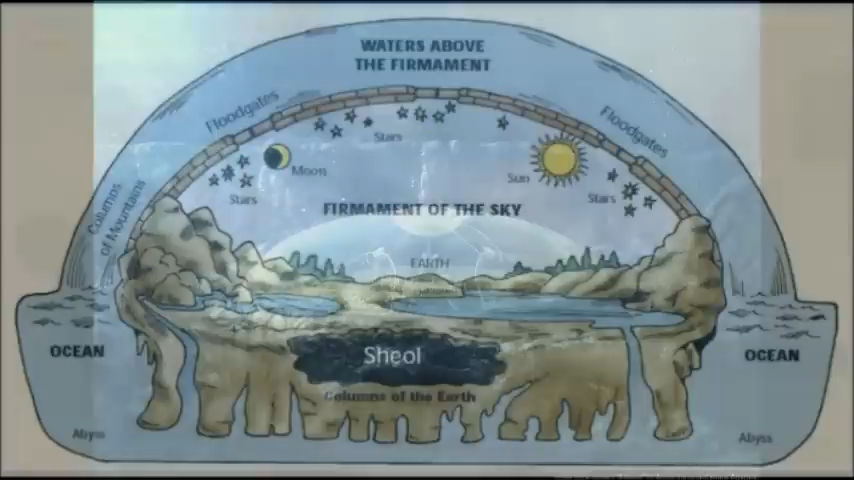 WATERS ABOVE
THE FIRMAMENT
Floodgates
Floodgates
Stars
Moon
Sun
Stars
Stars
Columns
of Mountains
FIRMAMENT OF THE SKY
EARTH
OCEAN
OCEAN
Sheol
Columns of the Earth
Abyss
Abyss